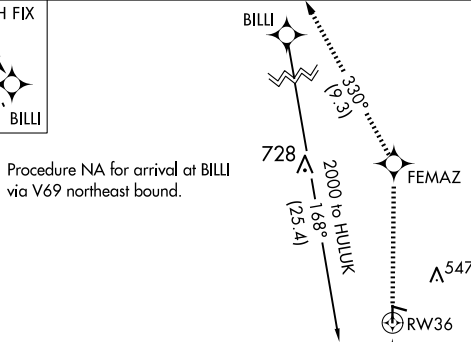 H FIX
BILLI
Procedure NA for arrival at BILLI
via V69 northeast bound.
BILLI
330°
(9.3)
728
2000 to HULUK
168°
(25.4)
FEMAZ
547
RW36